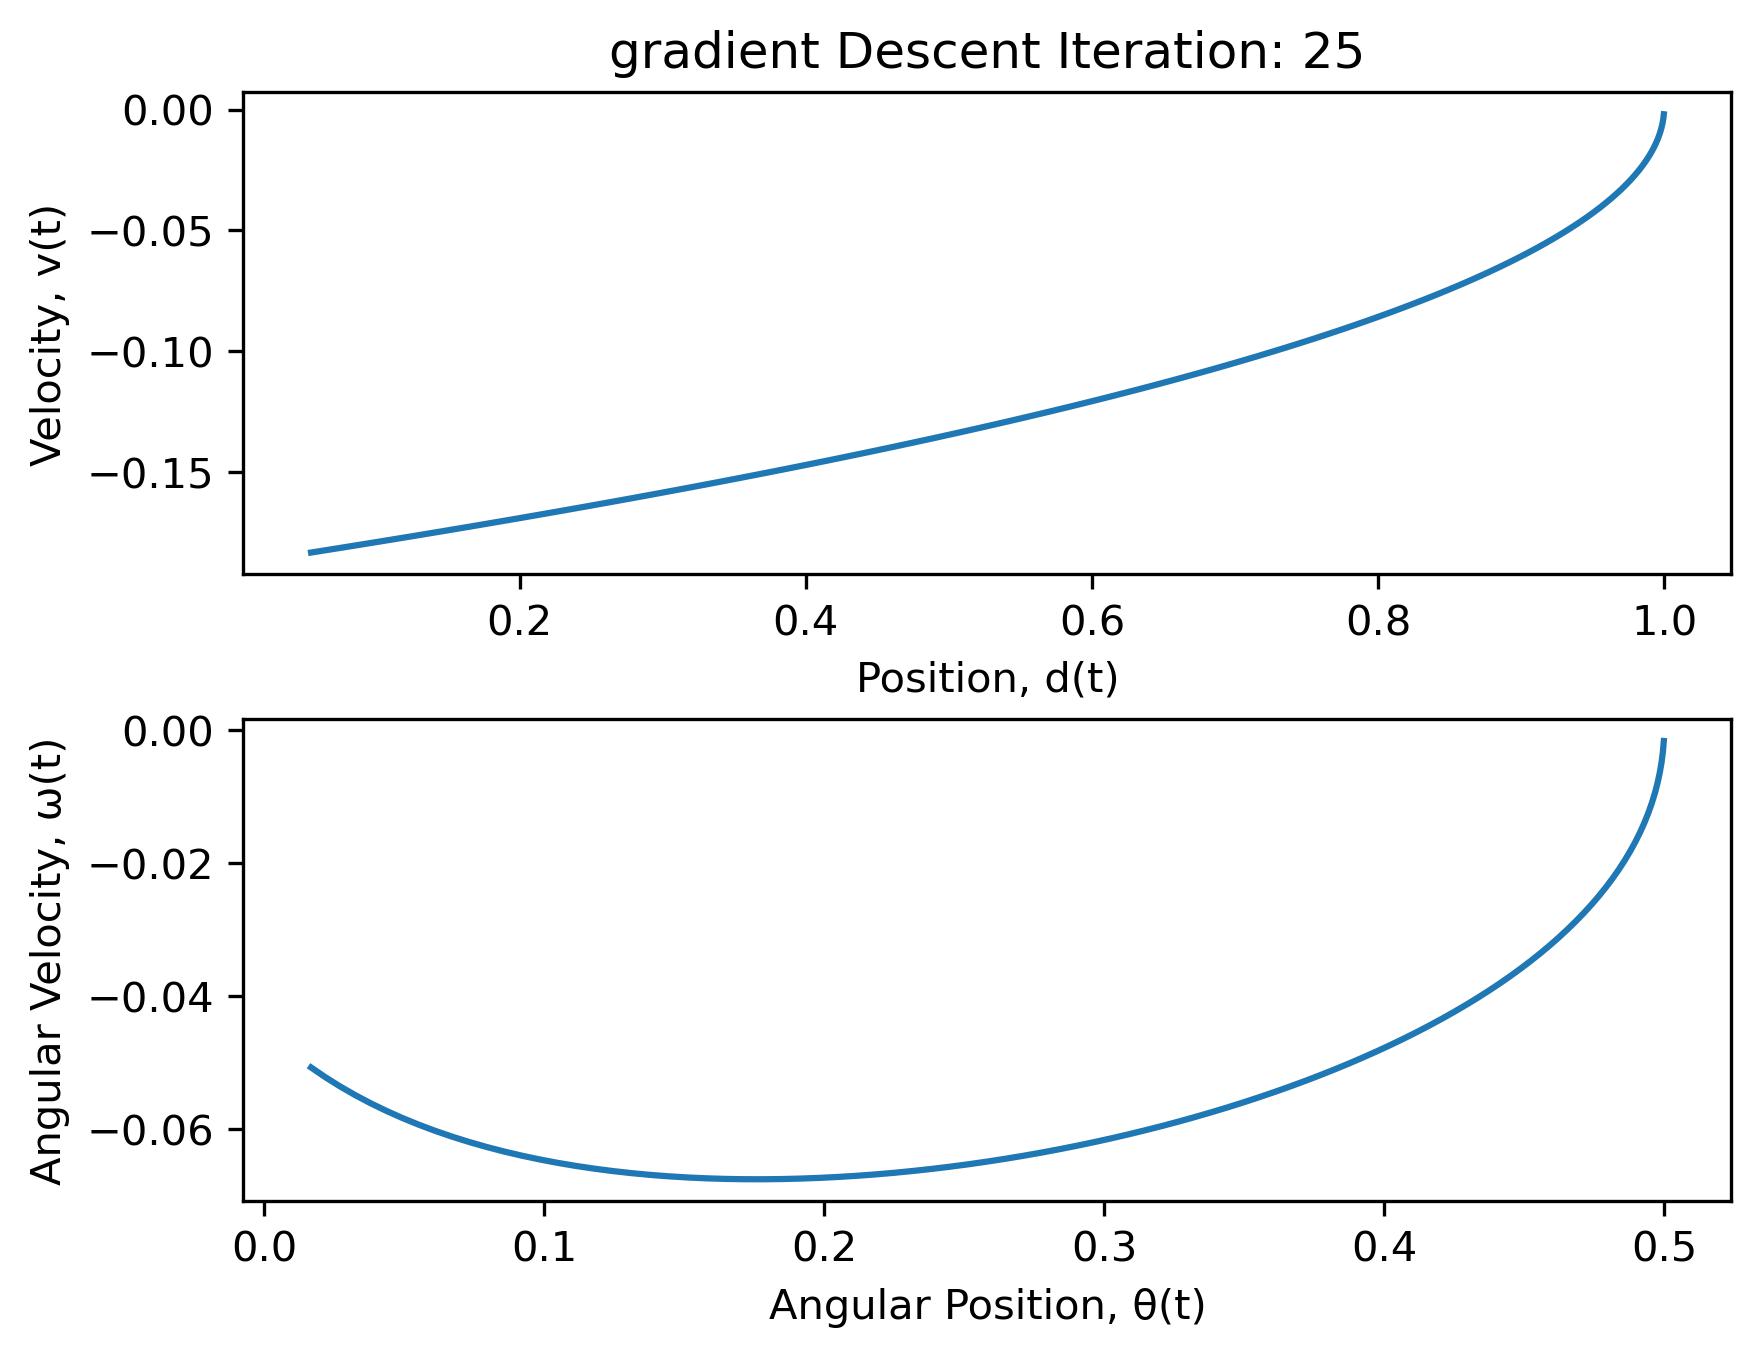 gradient Descent Iteration: 25
Velocity, v(t)
0.00
−0.05
−0.10
−0.15
0.2 0.4 0.6 0.8 1.0
Position, d(t)
Angular Velocity, ω(t)
0.00
−0.02
−0.04
−0.06
0.0 0.1 0.2 0.3 0.4 0.5
Angular Position, θ(t)